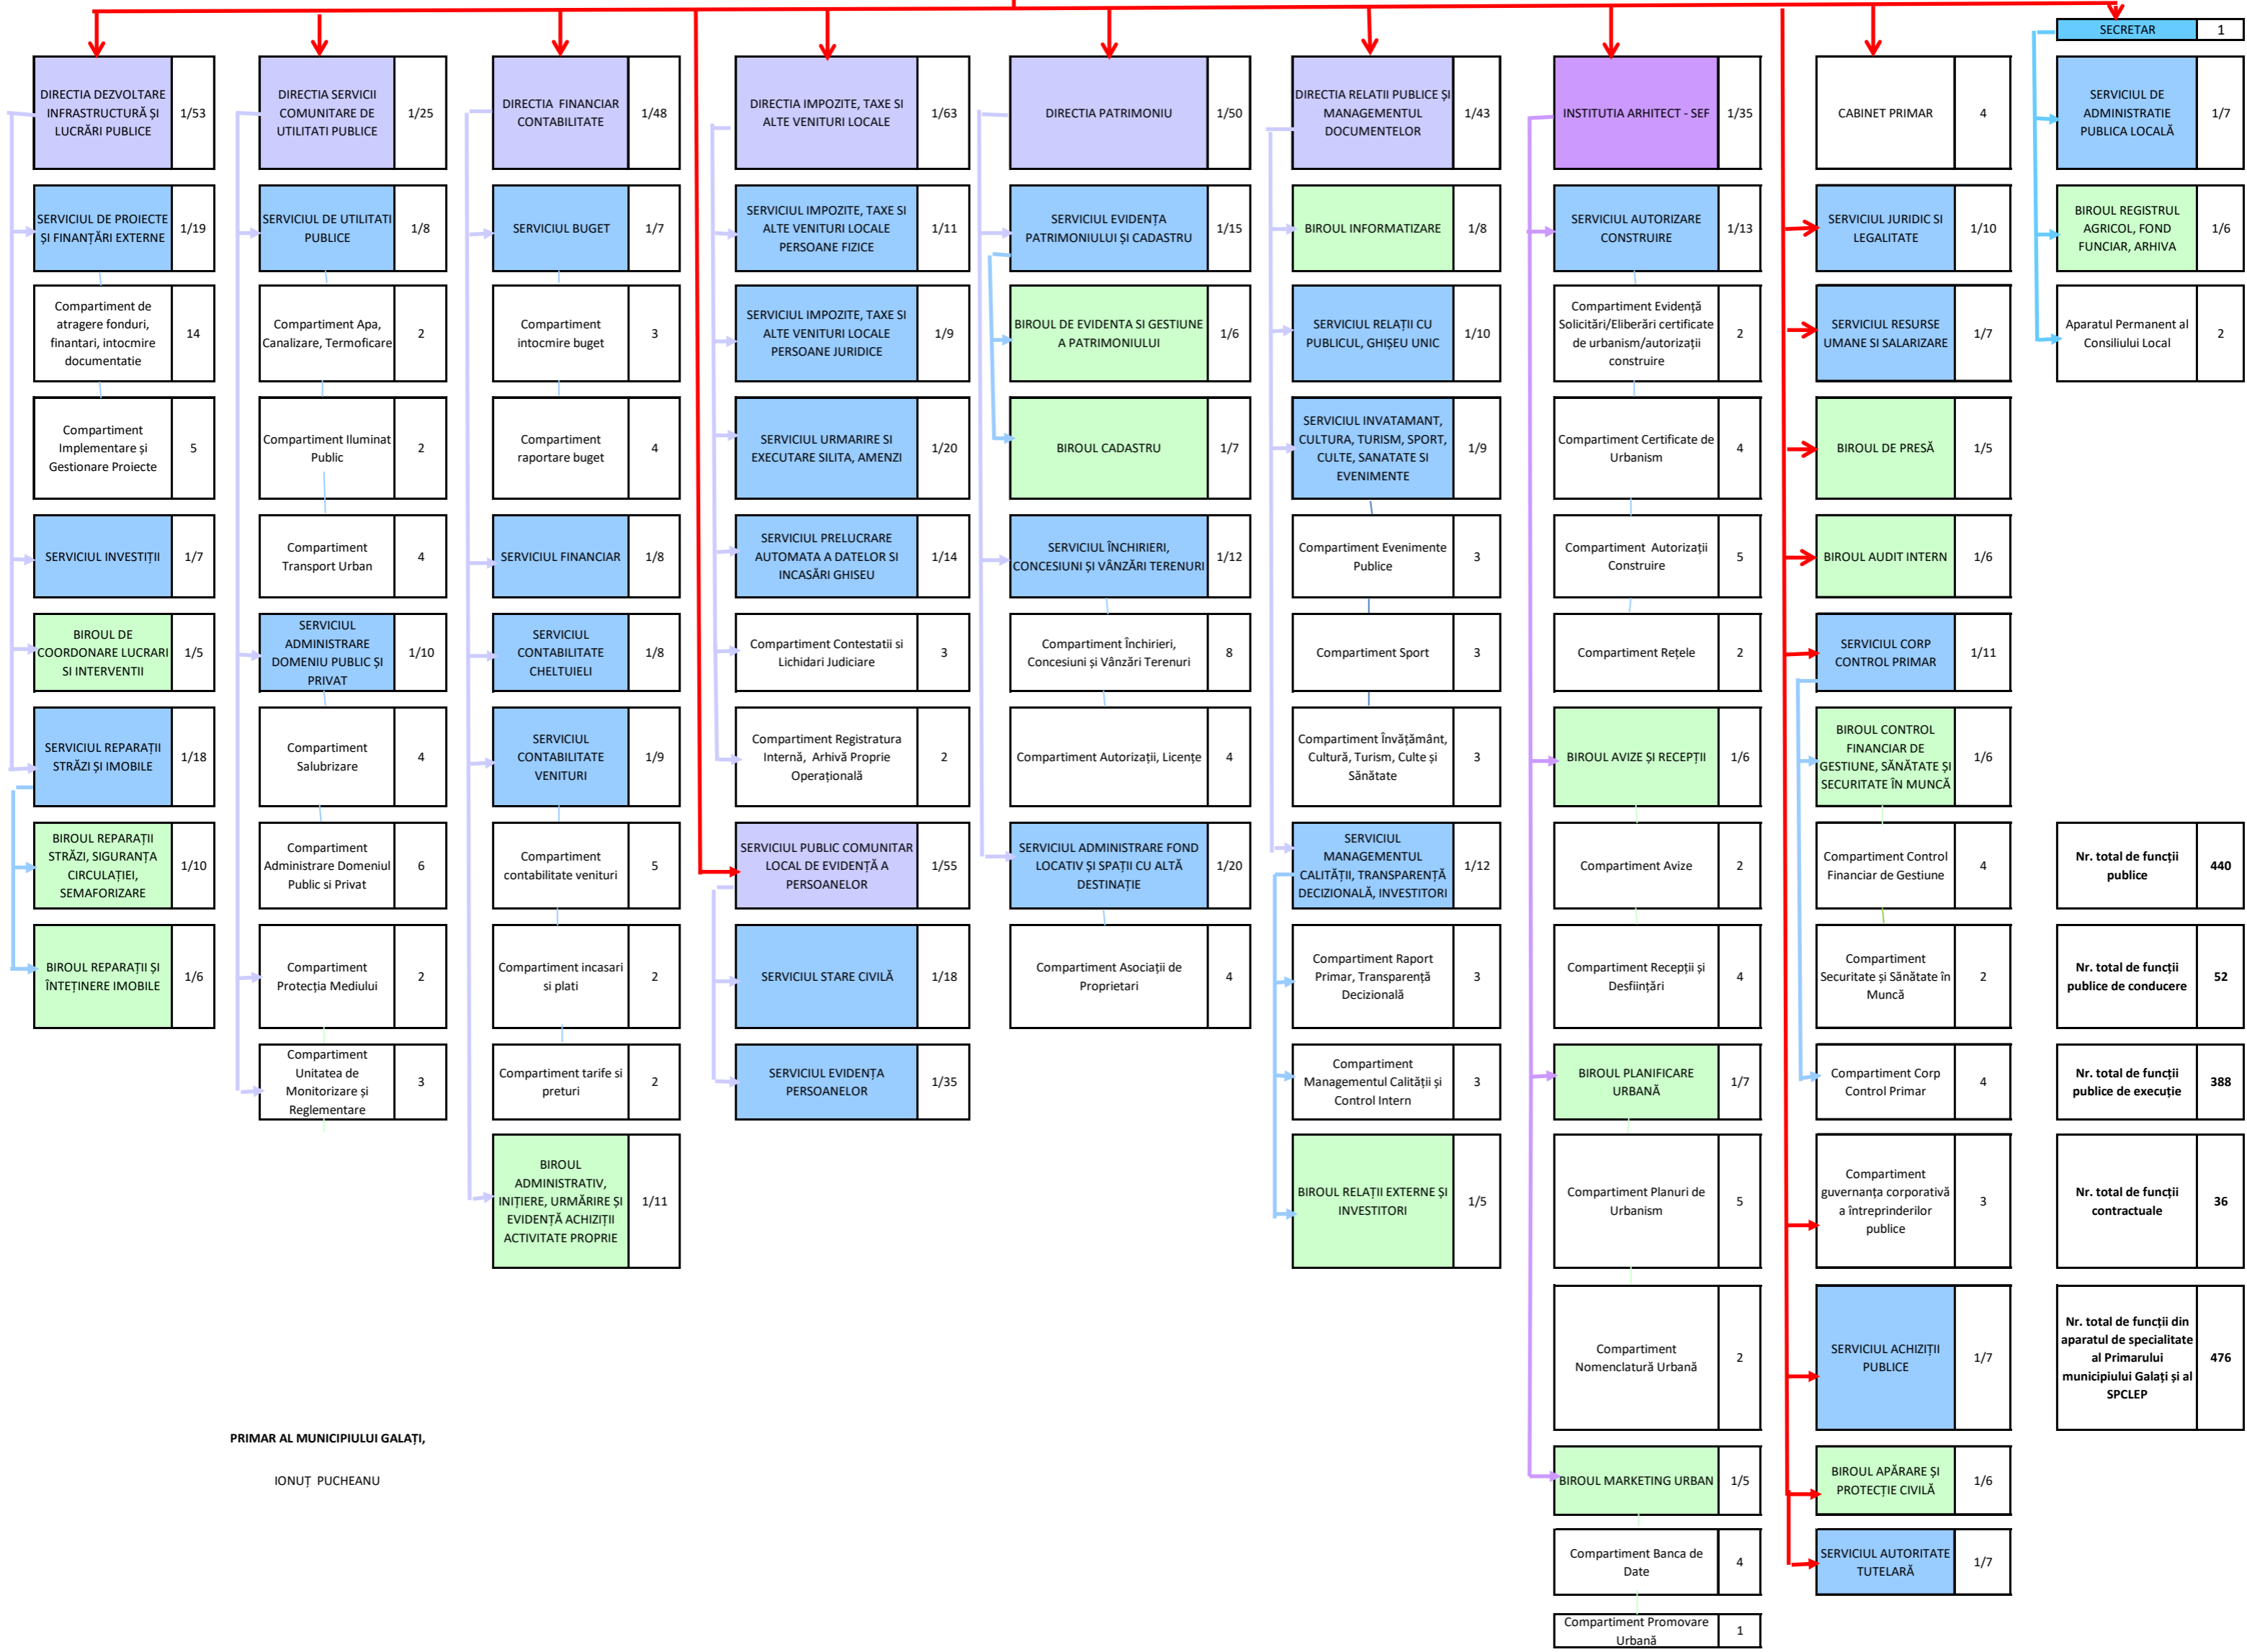 SECRETAR 1
DIRECTIA DEZVOLTARE
INFRASTRUCTURĂ ȘI
LUCRĂRI PUBLICE
1/53
SERVICIUL DE PROIECTE
ȘI FINANȚĂRI EXTERNE
1/19
Compartiment de
atragere fonduri,
finantari, intocmire
documentatie
14
Compartiment
Implementare și
Gestionare Proiecte
5
SERVICIUL INVESTIȚII
1/7
BIROUL DE
COORDONARE LUCRARI
SI INTERVENTII
1/5
SERVICIUL REPARAȚII
STRĂZI ȘI IMOBILE
1/18
BIROUL REPARAȚII
STRĂZI, SIGURANȚA
CIRCULAȚIEI,
SEMAFORIZARE
1/10
BIROUL REPARAȚII ȘI
ÎNTEȚINERE IMOBILE
1/6
DIRECTIA SERVICII
COMUNITARE DE
UTILITATI PUBLICE
1/25
SERVICIUL DE UTILITATI
PUBLICE
1/8
Compartiment Apa,
Canalizare, Termoficare
2
Compartiment Iluminat
Public
2
Compartiment
Transport Urban
4
SERVICIUL
ADMINISTRARE
DOMENIU PUBLIC ȘI
PRIVAT
1/10
Compartiment
Salubrizare
4
Compartiment
Administrare Domeniul
Public si Privat
6
Compartiment
Protecția Mediului
2
Compartiment
Unitatea de
Monitorizare și
Reglementare
3
DIRECTIA FINANCIAR
CONTABILITATE
1/48
SERVICIUL BUGET
1/7
Compartiment
intocmire buget
3
Compartiment
raportare buget
4
SERVICIUL FINANCIAR
1/8
SERVICIUL
CONTABILITATE
CHELTUIELI
1/8
SERVICIUL
CONTABILITATE
VENITURI
1/9
Compartiment
contabilitate venituri
5
Compartiment incasari
si plati
2
Compartiment tarife si
preturi
2
BIROUL
ADMINISTRATIV,
INIȚIERE, URMĂRIRE ȘI
EVIDENȚĂ ACHIZIȚII
ACTIVITATE PROPRIE
1/11
DIRECTIA IMPOZITE, TAXE SI
ALTE VENITURI LOCALE
1/63
SERVICIUL IMPOZITE, TAXE SI
ALTE VENITURI LOCALE
PERSOANE FIZICE
1/11
SERVICIUL IMPOZITE, TAXE SI
ALTE VENITURI LOCALE
PERSOANE JURIDICE
1/9
SERVICIUL URMARIRE SI
EXECUTARE SILITA, AMENZI
1/20
SERVICIUL PRELUCRARE
AUTOMATA A DATELOR SI
INCASĂRI GHISEU
1/14
Compartiment Contestatii si
Lichidari Judiciare
3
Compartiment Registratura
Internă, Arhivă Proprie
Operațională
2
SERVICIUL PUBLIC COMUNITAR
LOCAL DE EVIDENȚĂ A
PERSOANELOR
1/55
SERVICIUL STARE CIVILĂ
1/18
SERVICIUL EVIDENȚA
PERSOANELOR
1/35
DIRECTIA PATRIMONIU
1/50
SERVICIUL EVIDENȚA
PATRIMONIULUI ȘI CADASTRU
1/15
BIROUL DE EVIDENTA SI GESTIUNE
A PATRIMONIULUI
1/6
BIROUL CADASTRU
1/7
SERVICIUL ÎNCHIRIERI,
CONCESIUNI ȘI VÂNZĂRI TERENURI
1/12
Compartiment Închirieri,
Concesiuni și Vânzări Terenuri
8
Compartiment Autorizații, Licențe
4
SERVICIUL ADMINISTRARE FOND
LOCATIV ȘI SPAȚII CU ALTĂ
DESTINAȚIE
1/20
Compartiment Asociații de
Proprietari
4
DIRECTIA RELATII PUBLICE ȘI
MANAGEMENTUL
DOCUMENTELOR
1/43
BIROUL INFORMATIZARE
1/8
SERVICIUL RELAȚII CU
PUBLICUL, GHIȘEU UNIC
1/10
SERVICIUL INVATAMANT,
CULTURA, TURISM, SPORT,
CULTE, SANATATE SI
EVENIMENTE
1/9
Compartiment Evenimente
Publice
3
Compartiment Sport
3
Compartiment Învățământ,
Cultură, Turism, Culte și
Sănătate
3
SERVICIUL
MANAGEMENTUL
CALITĂȚII, TRANSPARENȚĂ
DECIZIONALĂ, INVESTITORI
1/12
Compartiment Raport
Primar, Transparență
Decizională
3
Compartiment
Managementul Calității și
Control Intern
3
BIROUL RELAȚII EXTERNE ȘI
INVESTITORI
1/5
INSTITUTIA ARHITECT - SEF
1/35
SERVICIUL AUTORIZARE
CONSTRUIRE
1/13
Compartiment Evidență
Solicitări/Eliberări certificate
de urbanism/autorizații
construire
2
Compartiment Certificate de
Urbanism
4
Compartiment Autorizații
Construire
5
Compartiment Rețele
2
BIROUL AVIZE ȘI RECEPȚII
1/6
Compartiment Avize
2
Compartiment Recepții și
Desființări
4
BIROUL PLANIFICARE
URBANĂ
1/7
Compartiment Planuri de
Urbanism
5
Compartiment
Nomenclatură Urbană
2
BIROUL MARKETING URBAN
1/5
Compartiment Banca de
Date
4
Compartiment Promovare
Urbană
1
CABINET PRIMAR
4
SERVICIUL JURIDIC SI
LEGALITATE
1/10
SERVICIUL RESURSE
UMANE SI SALARIZARE
1/7
BIROUL DE PRESĂ
1/5
BIROUL AUDIT INTERN
1/6
SERVICIUL CORP
CONTROL PRIMAR
1/11
BIROUL CONTROL
FINANCIAR DE
GESTIUNE, SĂNĂTATE ȘI
SECURITATE ÎN MUNCĂ
1/6
Compartiment Control
Financiar de Gestiune
4
Compartiment
Securitate și Sănătate în
Muncă
2
Compartiment Corp
Control Primar
4
Compartiment
guvernanța corporativă
a întreprinderilor
publice
3
SERVICIUL ACHIZIȚII
PUBLICE
1/7
BIROUL APĂRARE ȘI
PROTECȚIE CIVILĂ
1/6
SERVICIUL AUTORITATE
TUTELARĂ
1/7
SERVICIUL DE
ADMINISTRATIE
PUBLICA LOCALĂ
1/7
BIROUL REGISTRUL
AGRICOL, FOND
FUNCIAR, ARHIVA
1/6
Aparatul Permanent al
Consiliului Local
2
Nr. total de funcții
publice
440
Nr. total de funcții
publice de conducere
52
Nr. total de funcții
publice de execuție
388
Nr. total de funcții
contractuale
36
Nr. total de funcții din
aparatul de specialitate
al Primarului
municipiului Galați și al
SPCLEP
476
PRIMAR AL MUNICIPIULUI GALAȚI,
IONUȚ PUCHEANU